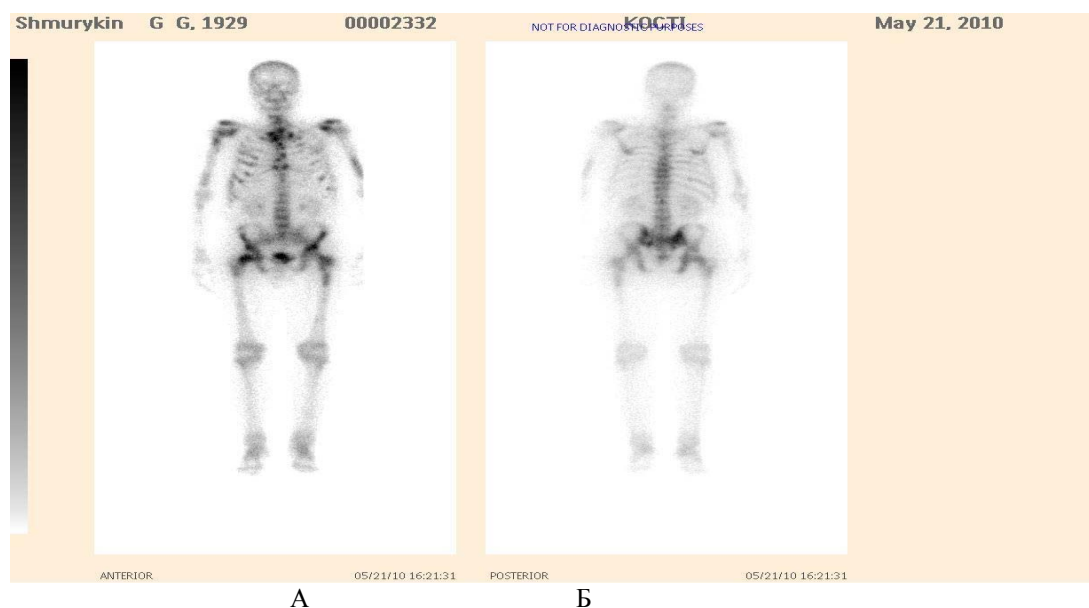 Shmurykin G G, 1929 00002332 KOCTI May 21, 2010
NOT FOR DIAGNOSTIC PURPOSES
ANTERIOR 05/21/10 16:21:31 POSTERIOR 05/21/10 16:21:31
А Б